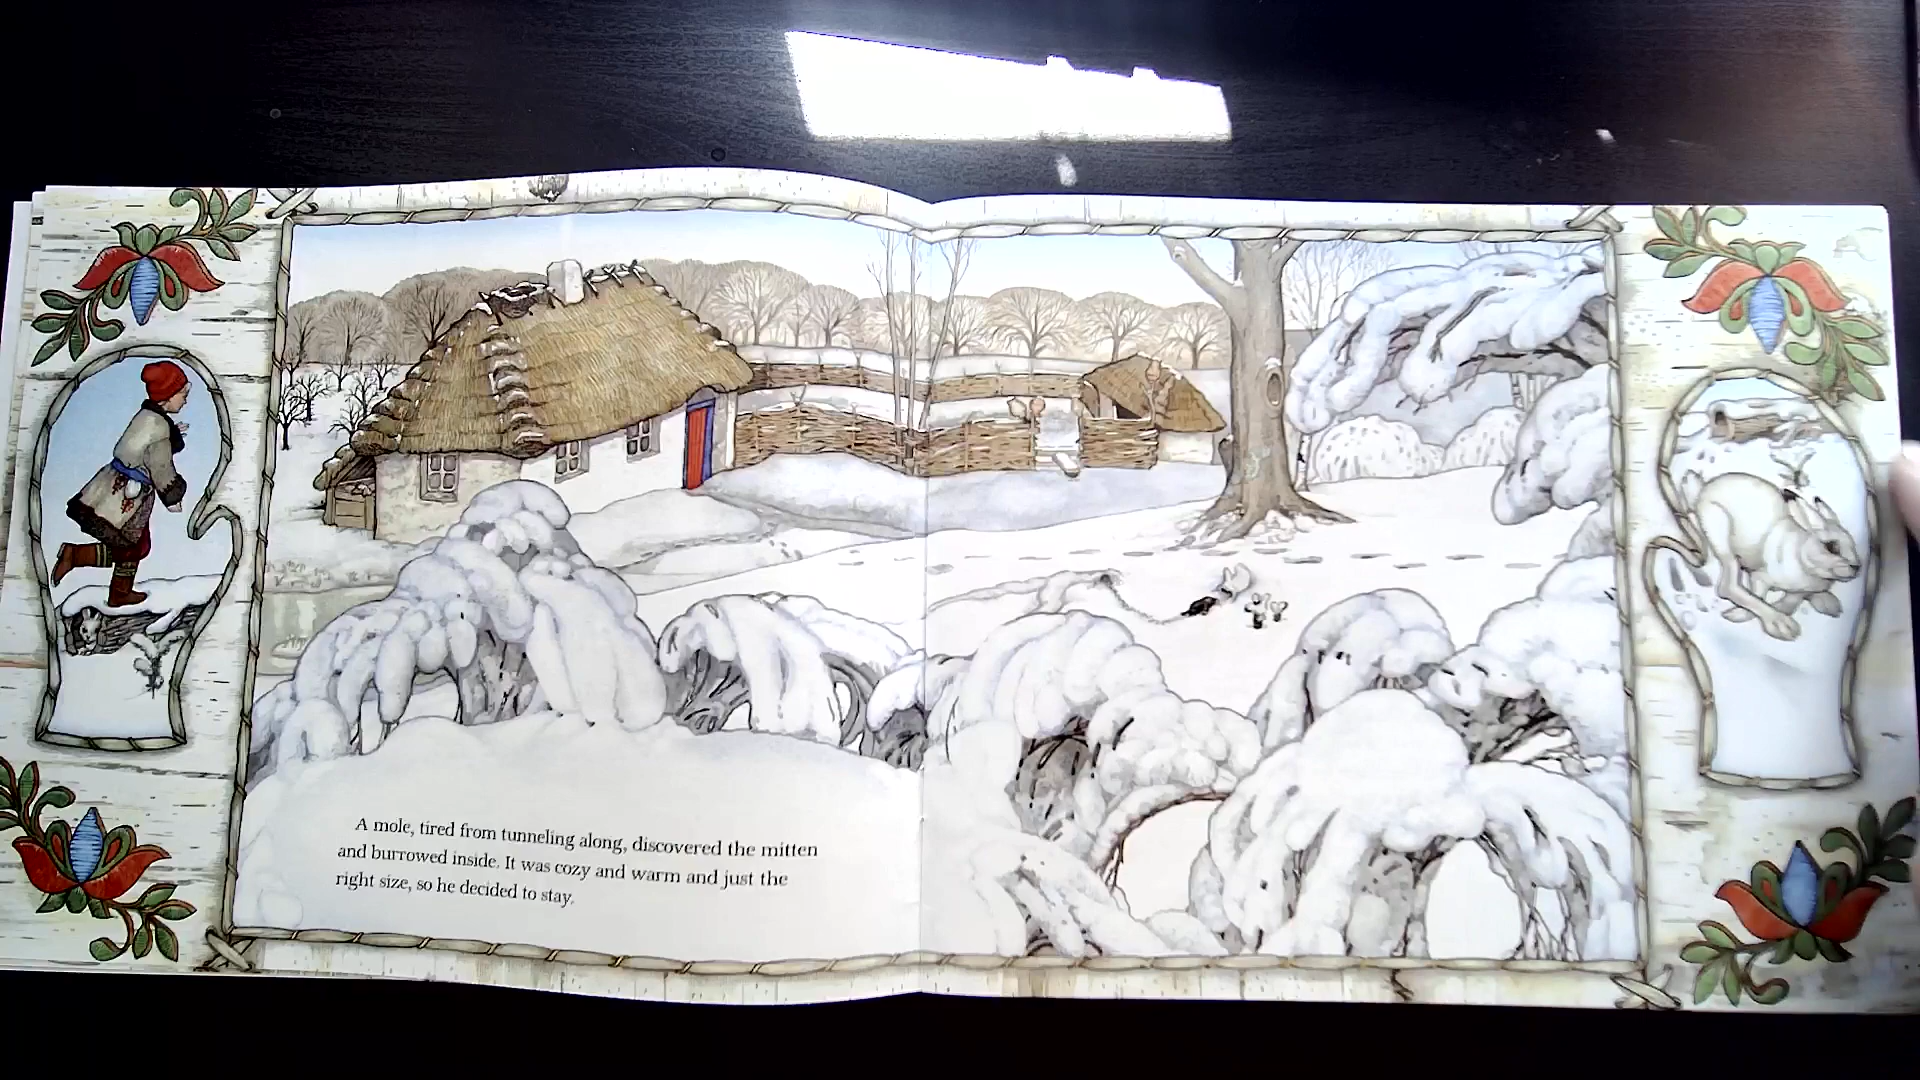 A mole, tired from tunneling along, discovered the mitten
and burrowed inside. It was cozy and warm and just the
right size, so he decided to stay.